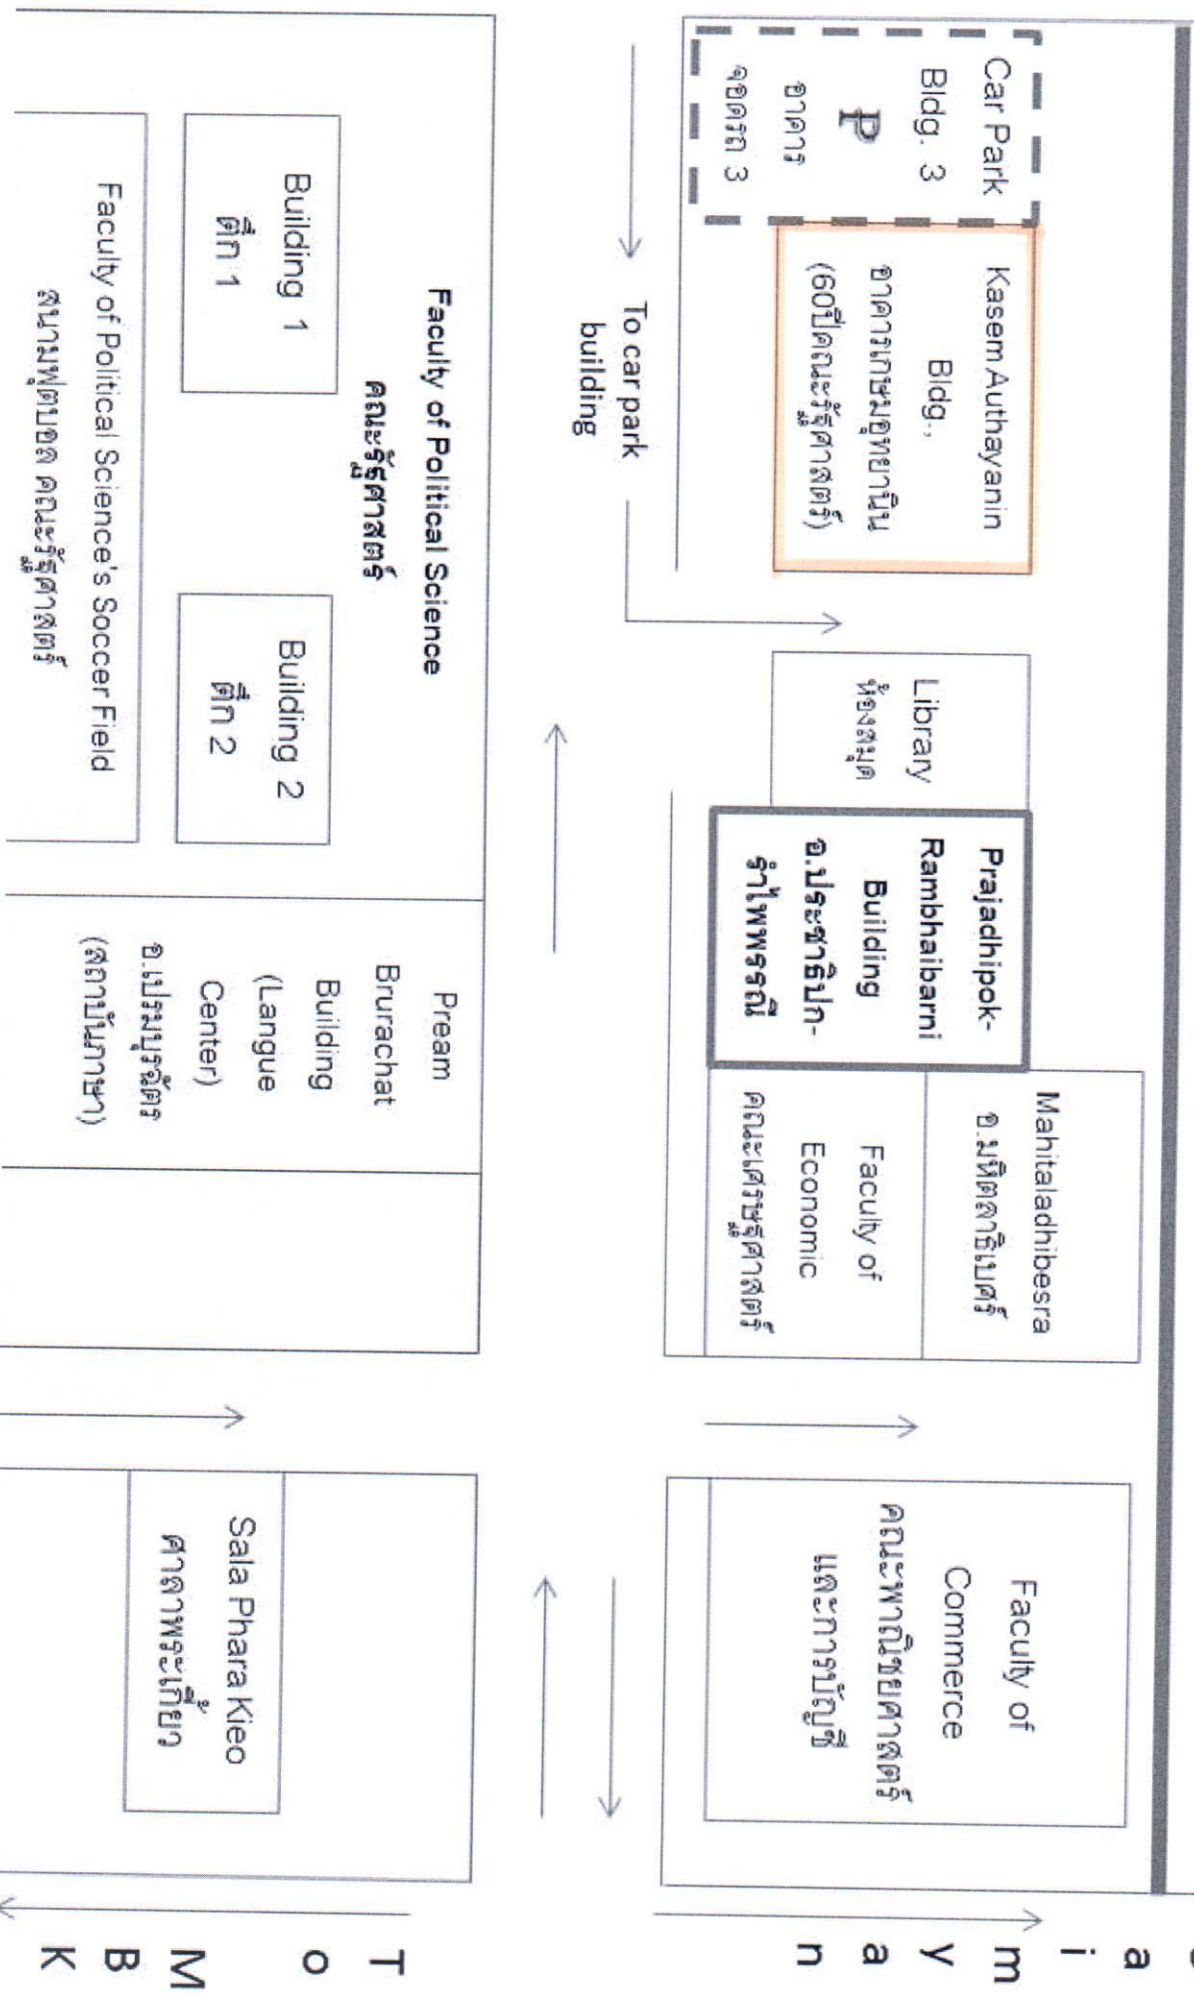 Car Park
Bldg. 3
P
อาคาร
จอดรถ 3
Kasem Authayanin
Bldg.,
อาคารเกษมอุทยานิน
(60ปีคณะรัฐศาสตร์)
Library
ห้องสมุด
Prajadhipok-
Rambhaibarni
Building
อ.ประชาธิปก-
รำไพพรรณี
Mahitaladhibesra
อ.มหิตลาธิเบศร์
Faculty of
Economic
คณะเศรษฐศาสตร์
Faculty of
Commerce
คณะพาณิชยศาสตร์
และการบัญชี
To car park
building
Faculty of Political Science
คณะรัฐศาสตร์
Building 1
ตึก 1
Building 2
ตึก 2
Faculty of Political Science's Soccer Field
สนามฟุตบอล คณะรัฐศาสตร์
Pream
Brurachat
Building
(Langue
Center)
อ.เปรมบุรฉัตร
(สถาบันภาษา)
Sala Phara Kieo
ศาลาพระเกี้ยว
a
i
m
a
y
n
T
o
M
B
K